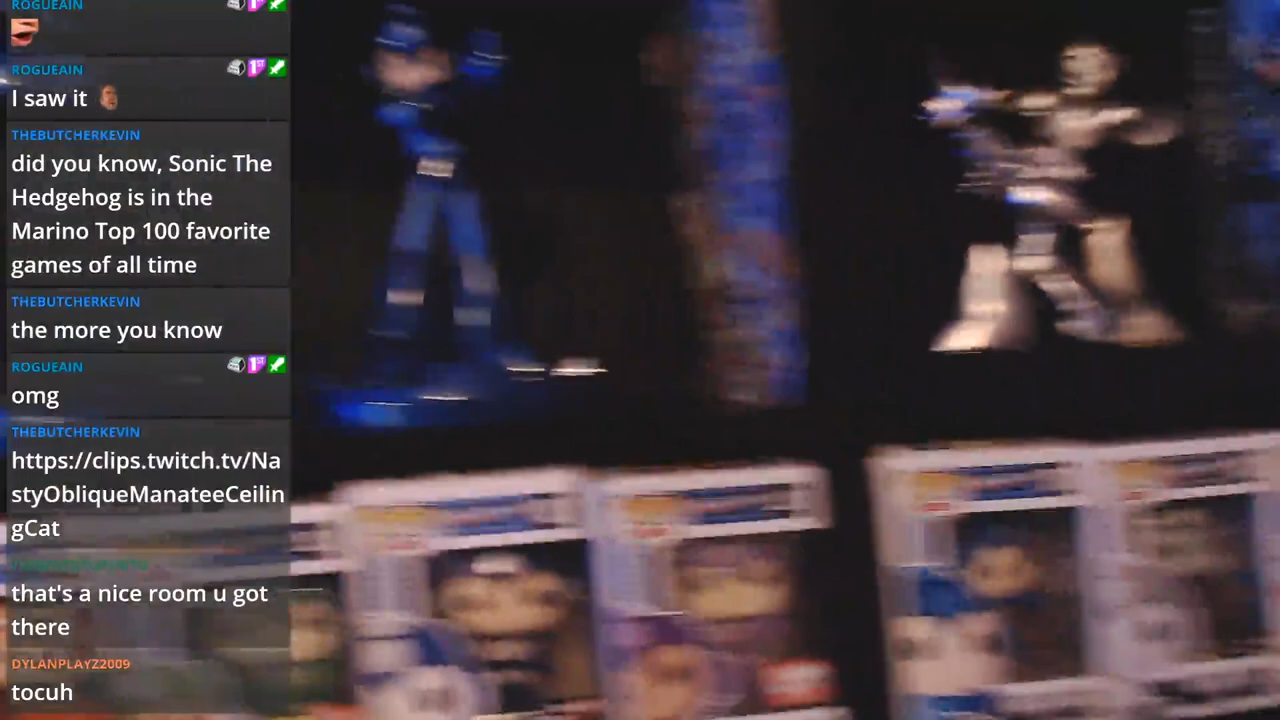 ROGUEAIN
ROGUEAIN
I saw it
THEBUTCHERKEVIN
did you know, Sonic The
Hedgehog is in the
Marino Top 100 favorite
games of all time
THEBUTCHERKEVIN
the more you know
ROGUEAIN
omg
THEBUTCHERKEVIN
https://clips.twitch.tv/Na
styObliqueManateeCeilin
gCat
that's a nice room u got
there
DYLANPLAYZ2009
tocuh